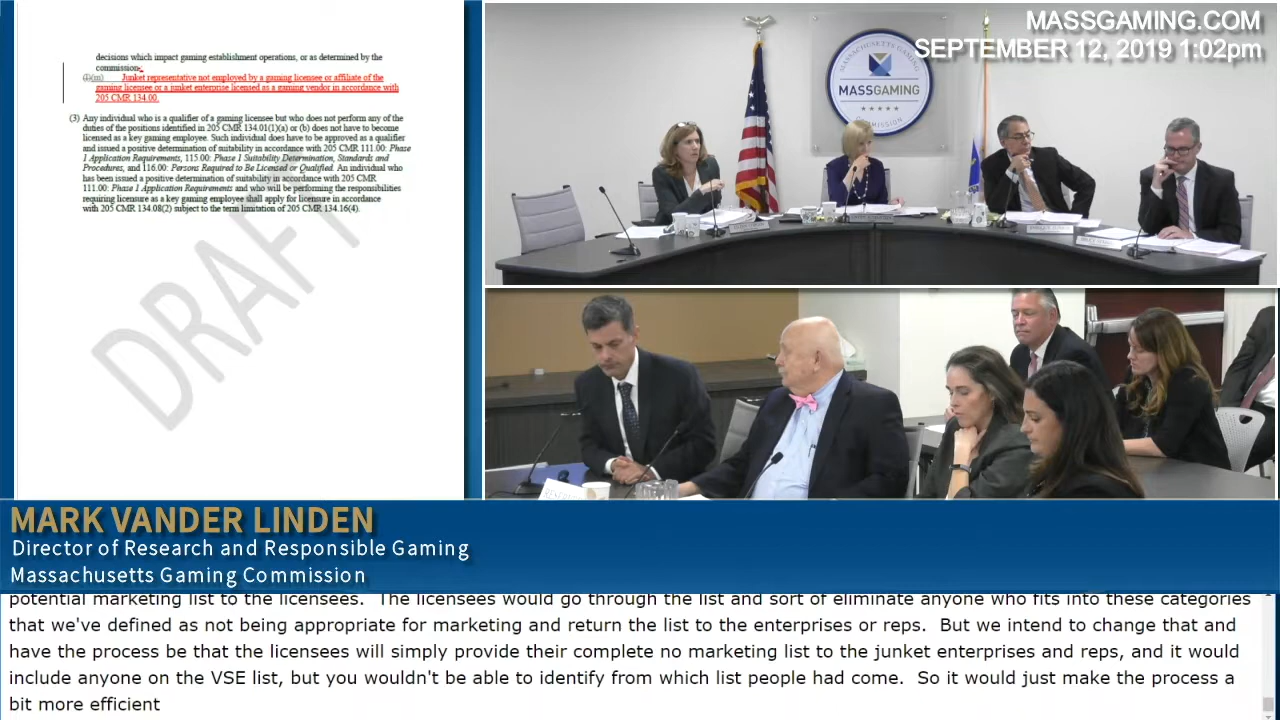 decisions which impact gaming establishment operations, or as determined by the
commission.;
(l)(m) Junket representative not employed by a gaming licensee or affiliate of the
gaming licensee or a junket enterprise licensed as a gaming vendor in accordance with
205 CMR 134.00.
(3) Any individual who is a qualifier of a gaming licensee but who does not perform any of the
duties of the positions identified in 205 CMR 134.01(1)(a) or (b) does not have to become
licensed as a key gaming employee. Such individual does have to be approved as a qualifier
and issued a positive determination of suitability in accordance with 205 CMR 111.00: Phase
1 Application Requirements, 115.00: Phase 1 Suitability Determination, Standards and
Procedures, and 116.00: Persons Required to Be Licensed or Qualified. An individual who
has been issued a positive determination of suitability in accordance with 205 CMR
111.00: Phase 1 Application Requirements and who will be performing the responsibilities
requiring licensure as a key gaming employee shall apply for licensure in accordance
with 205 CMR 134.08(2) subject to the term limitation of 205 CMR 134.16(4).
DRAFT
MASSGAMING.COM
SEPTEMBER 12, 2019 1:02pm
MASSACHUSETTS GAMING
MASSGAMING
COMMISSION
MARK VANDER LINDEN
Director of Research and Responsible Gaming
Massachusetts Gaming Commission
potential marketing list to the licensees. The licensees would go through the list and sort of eliminate anyone who fits into these categories
that we've defined as not being appropriate for marketing and return the list to the enterprises or reps. But we intend to change that and
have the process be that the licensees will simply provide their complete no marketing list to the junket enterprises and reps, and it would
include anyone on the VSE list, but you wouldn't be able to identify from which list people had come. So it would just make the process a
bit more efficient